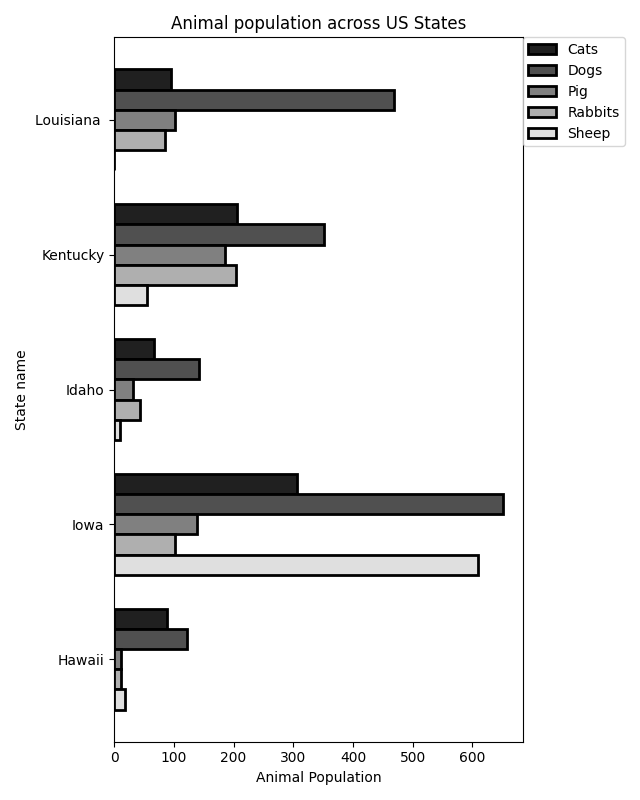 Animal population across US States
Cats
Dogs
Pig
Rabbits
Sheep
Louisiana
Kentucky
Idaho
Iowa
Hawaii
State name
0 100 200 300 400 500 600
Animal Population